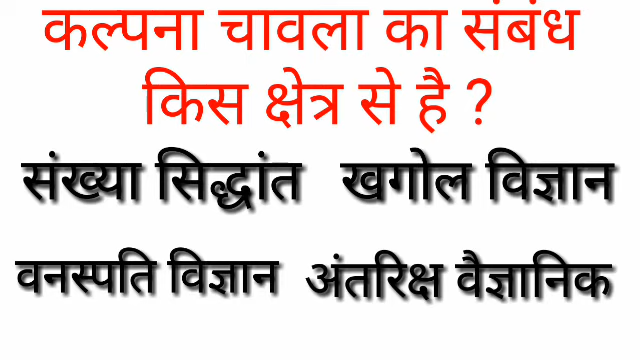 कल्पना चावला का संबंध
किस क्षेत्र से है ?
संख्या सिद्धांत खगोल विज्ञान
वनस्पति विज्ञान अंतरिक्ष वैज्ञानिक